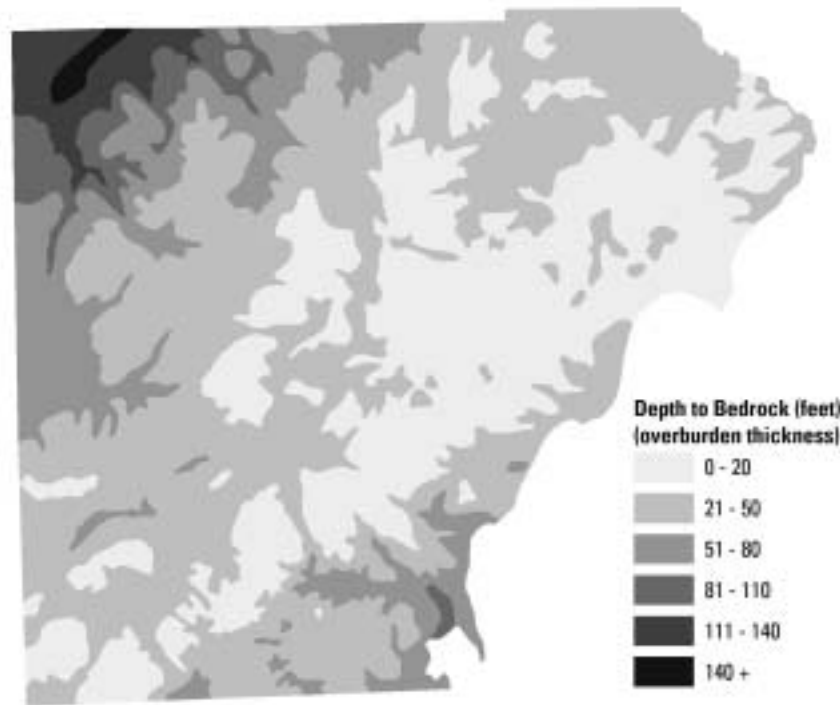 Depth to Bedrock (feet)
(overburden thickness)
0 - 20
21 - 50
51 - 80
81 - 110
111 - 140
140 +